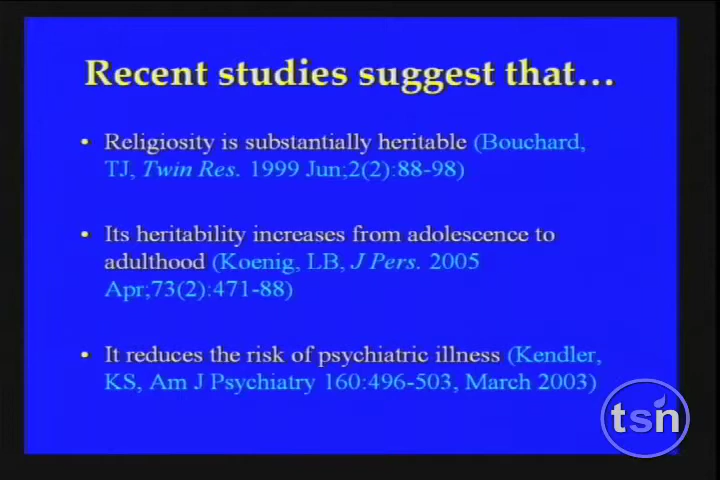 Recent studies suggest that…
• Religiosity is substantially heritable (Bouchard,
TJ, Twin Res. 1999 Jun;2(2):88-98)
• Its heritability increases from adolescence to
adulthood (Koenig, LB, J Pers. 2005
Apr;73(2):471-88)
• It reduces the risk of psychiatric illness (Kendler,
KS, Am J Psychiatry 160:496-503, March 2003)
tsn